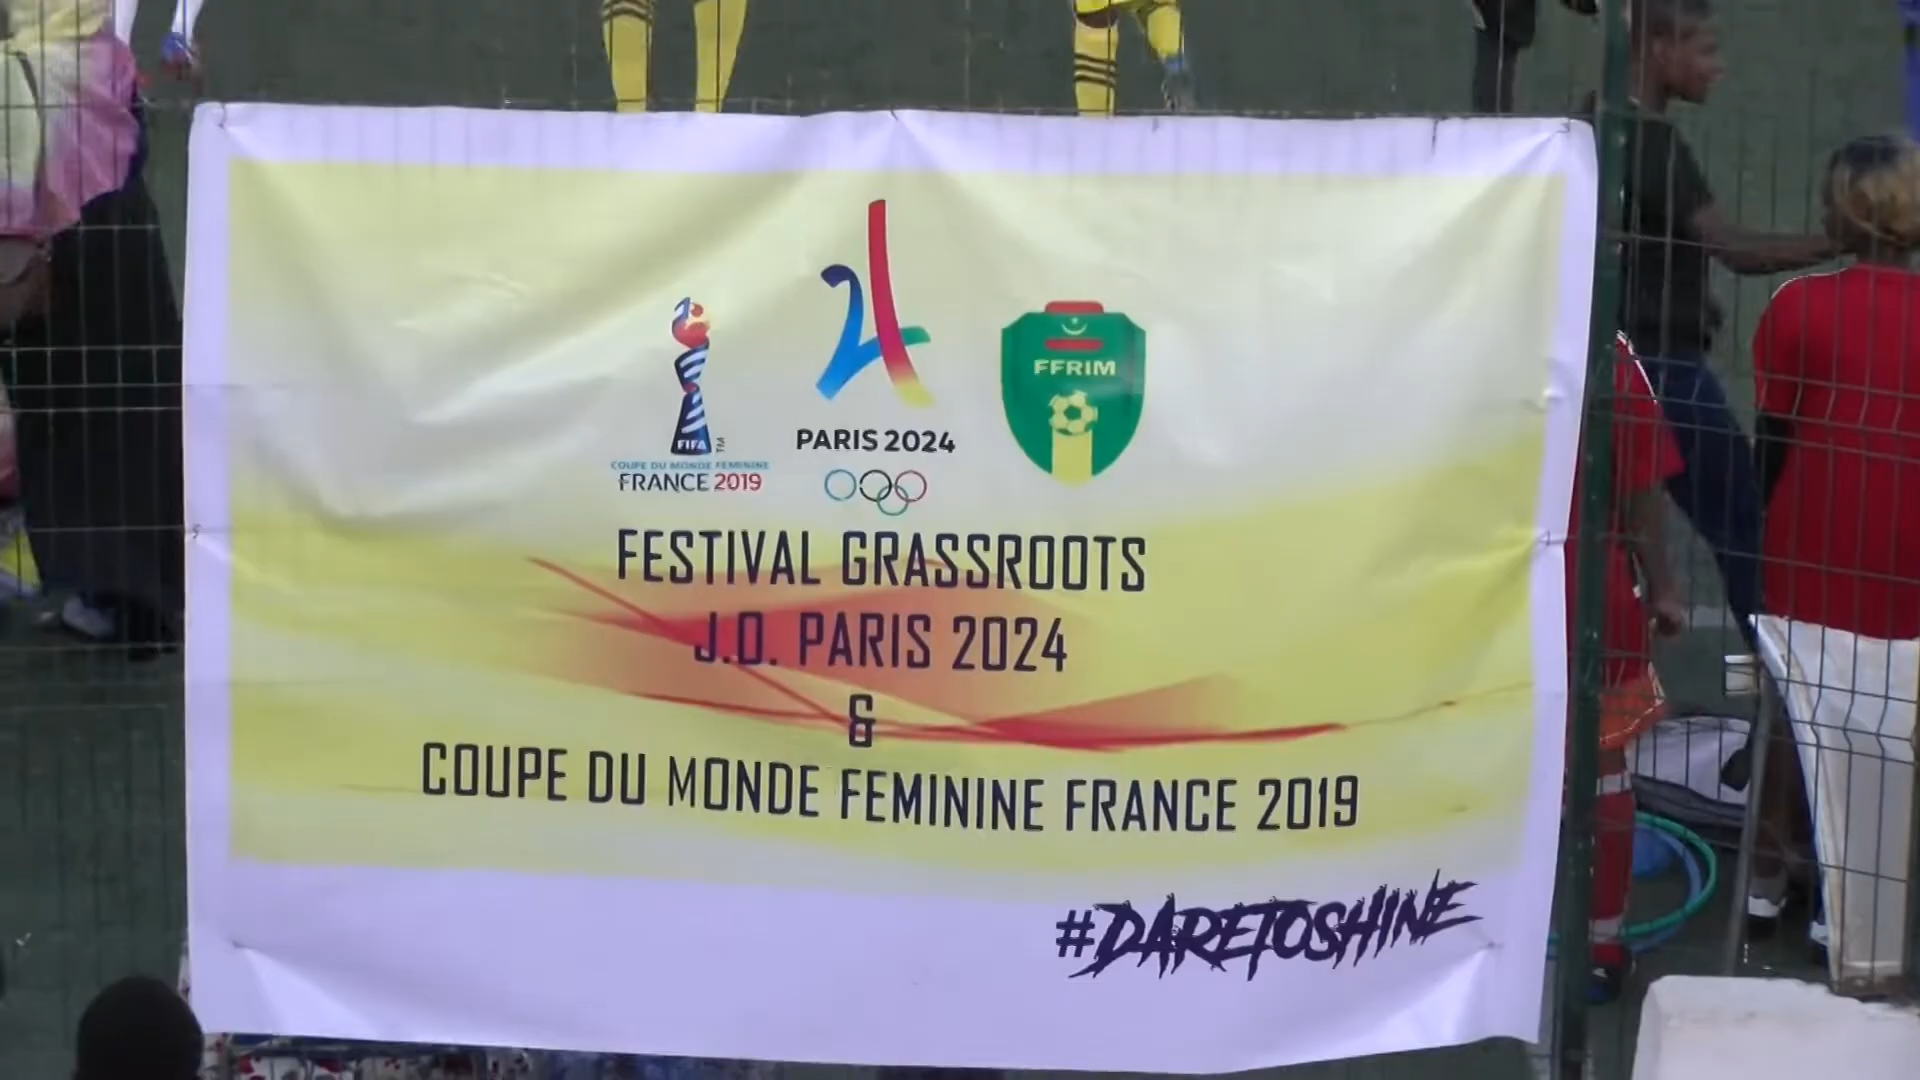 FIFA
TM
COUPE DU MONDE FEMININE
FRANCE 2019
PARIS 2024
FFRIM
FESTIVAL GRASSROOTS
J.O. PARIS 2024
&
COUPE DU MONDE FEMININE FRANCE 2019
#DARETOSHINE